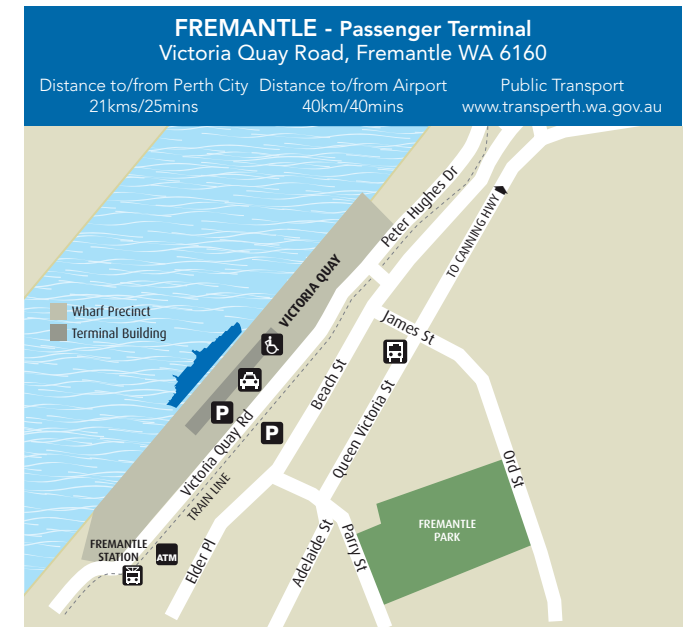 FREMANTLE - Passenger Terminal
Victoria Quay Road, Fremantle WA 6160
Distance to/from Perth City
21kms/25mins
Distance to/from Airport
40km/40mins
Public Transport
www.transperth.wa.gov.au
Peter Hughes Dr
TO CANNING HWY
VICTORIA QUAY
Wharf Precinct
Terminal Building
James St
P
P
Beach St
Queen Victoria St
Victoria Quay Rd
TRAIN LINE
Ord St
FREMANTLE
PARK
FREMANTLE
STATION
ATM
Elder Pl
Adelaide St
Parry St